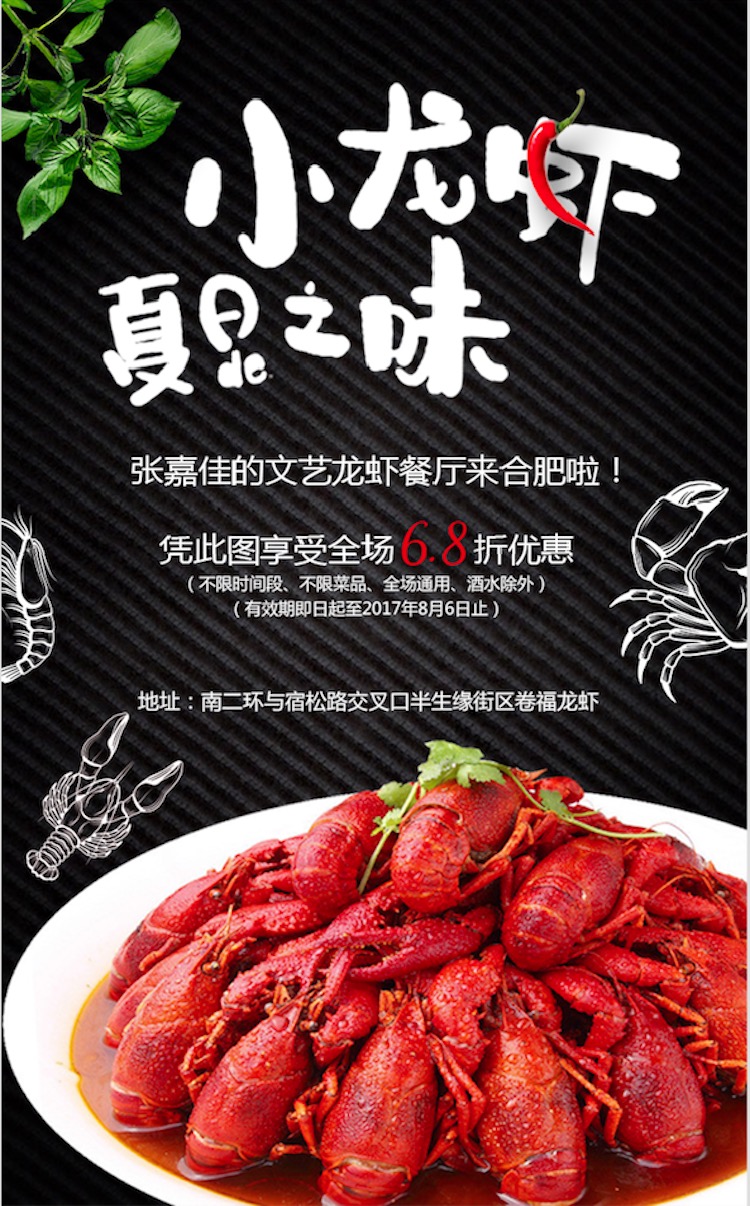 小龙虾
夏日之味
张嘉佳的文艺龙虾餐厅来合肥啦！
凭此图享受全场6.8折优惠
（不限时间段、不限菜品、全场通用、酒水除外）
（有效期即日起至2017年8月6日止）
地址：南二环与宿松路交叉口半生缘街区卷福龙虾